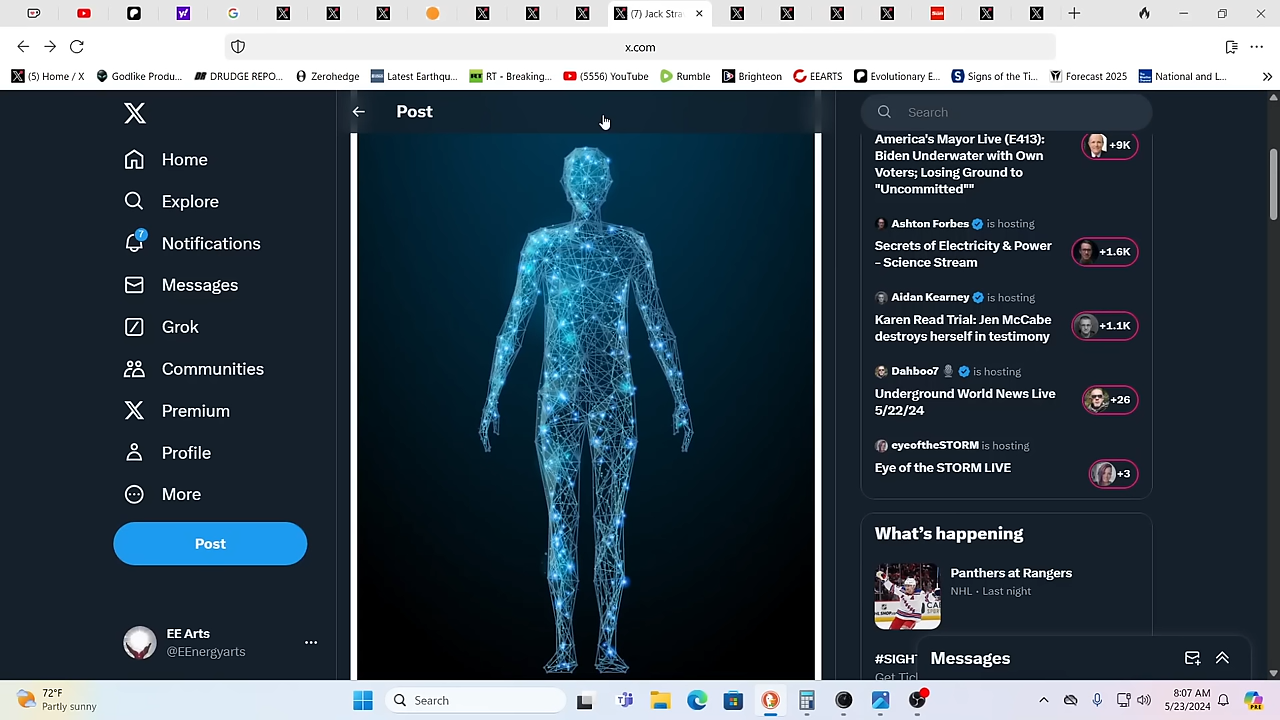 (7) Jack Stra
x.com
(5) Home / X
Godlike Produ...
DRUDGE REPO...
Zerohedge
Latest Earthqu...
RT - Breaking...
(5556) YouTube
Rumble
Brighteon
EEARTS
Evolutionary E...
Signs of the Ti...
Forecast 2025
National and L...
Home
Explore
7
Notifications
Messages
Grok
Communities
Premium
Profile
More
Post
EE Arts
@EEnergyarts
Post
Search
America's Mayor Live (E413):
Biden Underwater with Own
Voters; Losing Ground to
"Uncommitted""
+9K
Ashton Forbes is hosting
Secrets of Electricity & Power
- Science Stream
+1.6K
Aidan Kearney is hosting
Karen Read Trial: Jen McCabe
destroys herself in testimony
+1.1K
Dahboo7 is hosting
Underground World News Live
5/22/24
+26
eyeoftheSTORM is hosting
Eye of the STORM LIVE
+3
What's happening
Panthers at Rangers
NHL · Last night
#SIGHT
Get Tic
Messages
72°F
Partly sunny
Search
8:07 AM
5/23/2024